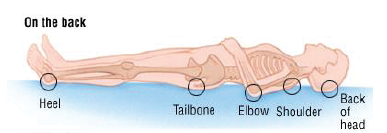 On the back
Heel
Tailbone
Elbow
Shoulder
Back
of
head